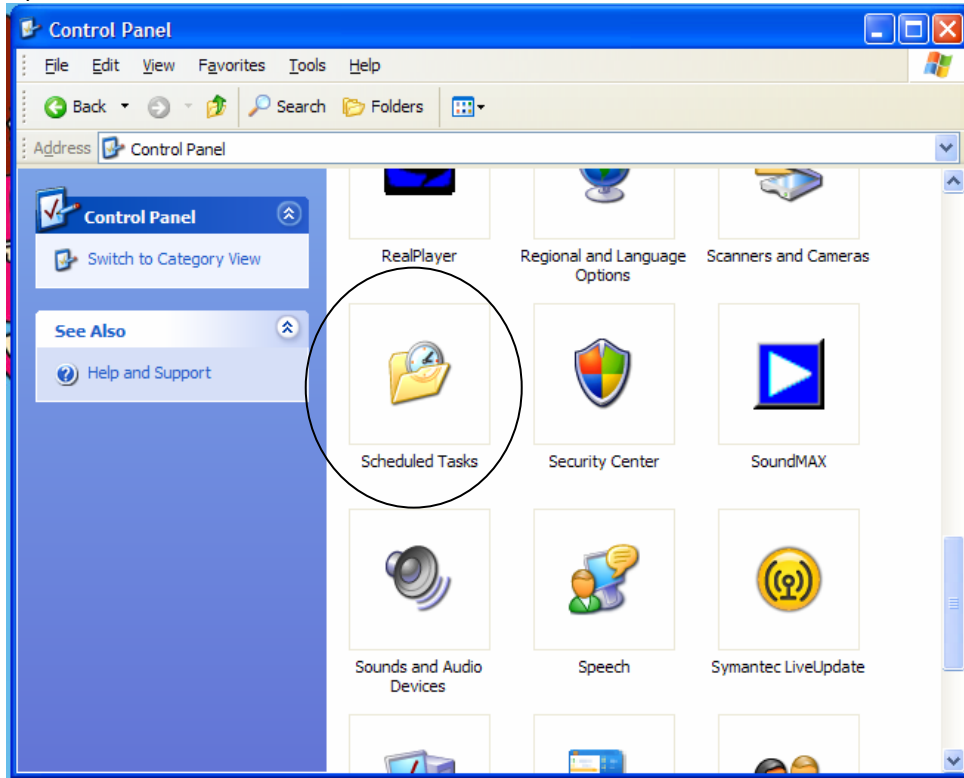 Control Panel
File Edit View Favorites Tools Help
Back Search Folders
Address Control Panel
Control Panel
Switch to Category View
See Also
Help and Support
RealPlayer
Regional and Language
Options
Scanners and Cameras
Scheduled Tasks
Security Center
SoundMAX
Sounds and Audio
Devices
Speech
Symantec LiveUpdate